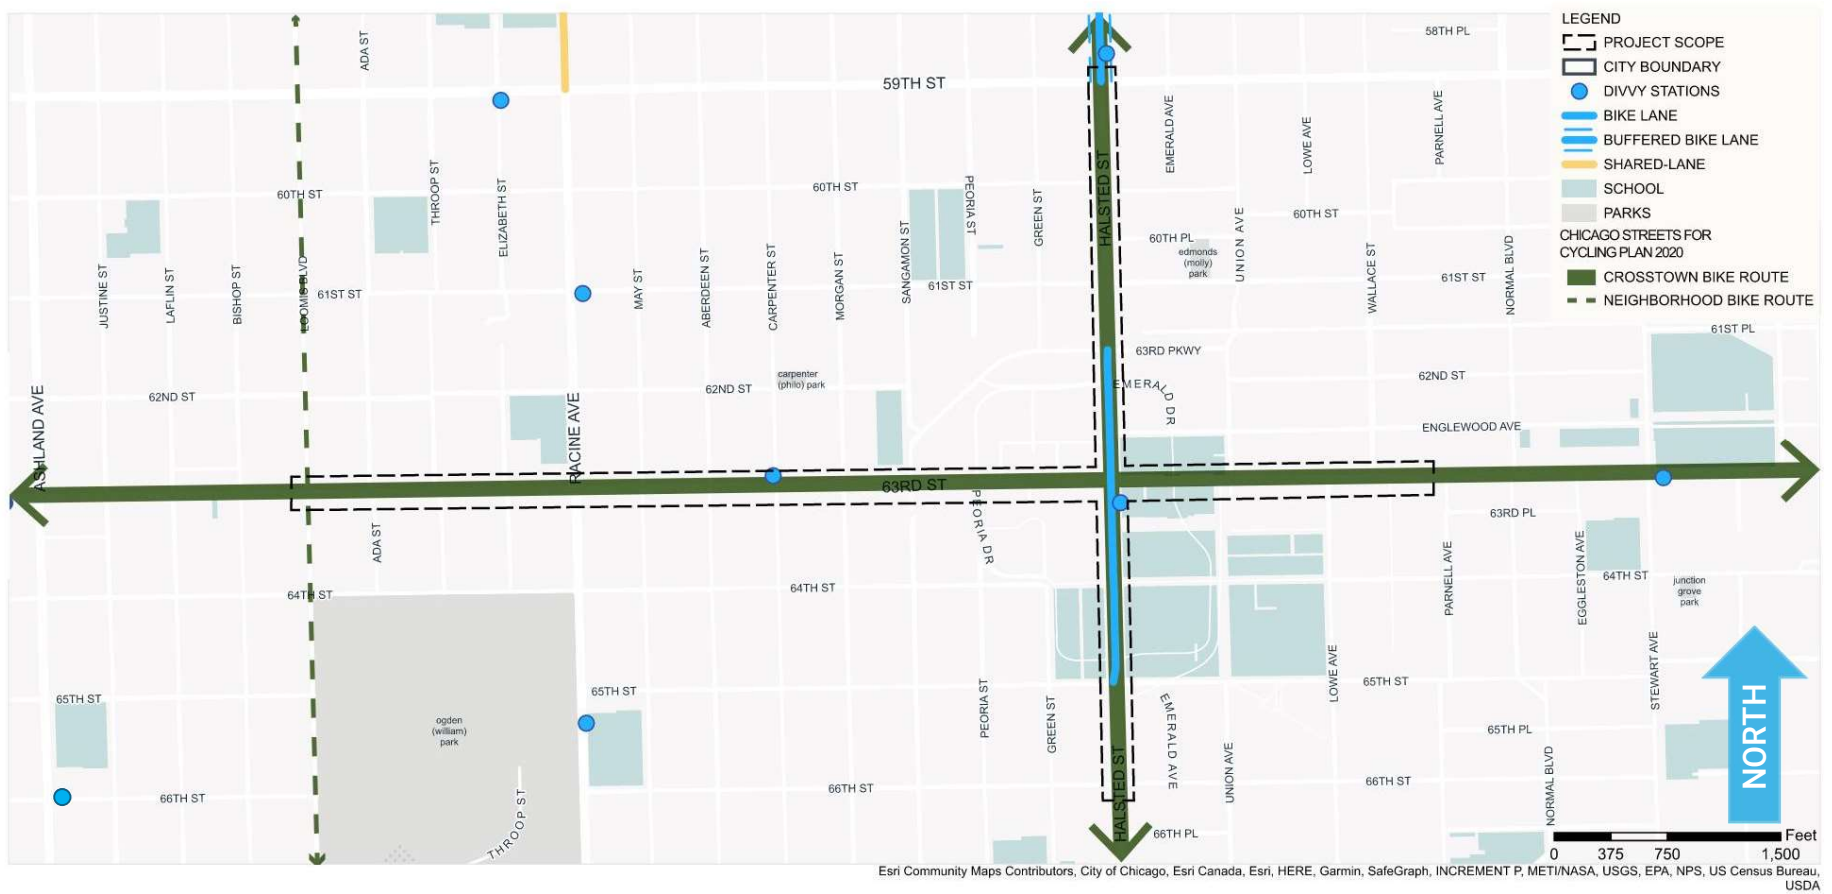 LEGEND
PROJECT SCOPE
CITY BOUNDARY
DIVVY STATIONS
BIKE LANE
BUFFERED BIKE LANE
SHARED-LANE
SCHOOL
PARKS
CHICAGO STREETS FOR
CYCLING PLAN 2020
CROSSTOWN BIKE ROUTE
NEIGHBORHOOD BIKE ROUTE
58TH PL
ADA ST
59TH ST
EMERALD AVE
LOWE AVE
PARNELL AVE
60TH ST
THROOP ST
ELIZABETH ST
60TH ST
PEORIA ST
GREEN ST
HALSTED ST
60TH ST
60TH PL
UNION AVE
edmonds
(molly)
park
WALLACE ST
NORMAL BLVD
JUSTINE ST
LAFLIN ST
BISHOP ST
LOOMIS BLVD
61ST ST
MAY ST
ABERDEEN ST
CARPENTER ST
MORGAN ST
SANGAMON ST
61ST ST
61ST ST
61ST PL
63RD PKWY
EMERALD DR
62ND ST
62ND ST
carpenter
(philo) park
62ND ST
ASHLAND AVE
RACINE AVE
ENGLEWOOD AVE
63RD ST
PEORIA DR
63RD PL
ADA ST
PARNELL AVE
EGGLESTON AVE
64TH ST
64TH ST
64TH ST
junction
grove
park
65TH ST
65TH ST
65TH ST
PEORIA ST
GREEN ST
EMERALD AVE
UNION AVE
LOWE AVE
STEWART AVE
ogden
(william)
park
65TH PL
NORMAL BLVD
NORTH
66TH ST
THROOP ST
66TH ST
HALSTED ST
66TH ST
66TH PL
Feet
0 375 750 1,500
Esri Community Maps Contributors, City of Chicago, Esri Canada, Esri, HERE, Garmin, SafeGraph, INCREMENT P, METI/NASA, USGS, EPA, NPS, US Census Bureau,
USDA